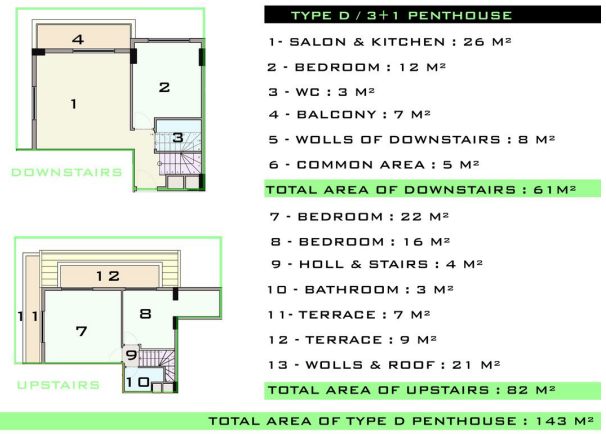 TYPE D / 3+1 PENTHOUSE
1- SALON & KITCHEN : 26 M²
2 - BEDROOM : 12 M²
3 - WC : 3 M²
4 - BALCONY : 7 M²
5 - WOLLS OF DOWNSTAIRS : 8 M²
6 - COMMON AREA : 5 M²
TOTAL AREA OF DOWNSTAIRS : 61M²
7 - BEDROOM : 22 M²
8 - BEDROOM : 16 M²
9 - HOLL & STAIRS : 4 M²
10 - BATHROOM : 3 M²
11- TERRACE : 7 M²
12 - TERRACE : 9 M²
13 - WOLLS & ROOF : 21 M²
TOTAL AREA OF UPSTAIRS : 82 M²
TOTAL AREA OF TYPE D PENTHOUSE : 143 M²
4
2
1
3
DOWNSTAIRS
12
11
8
7
9
10
UPSTAIRS